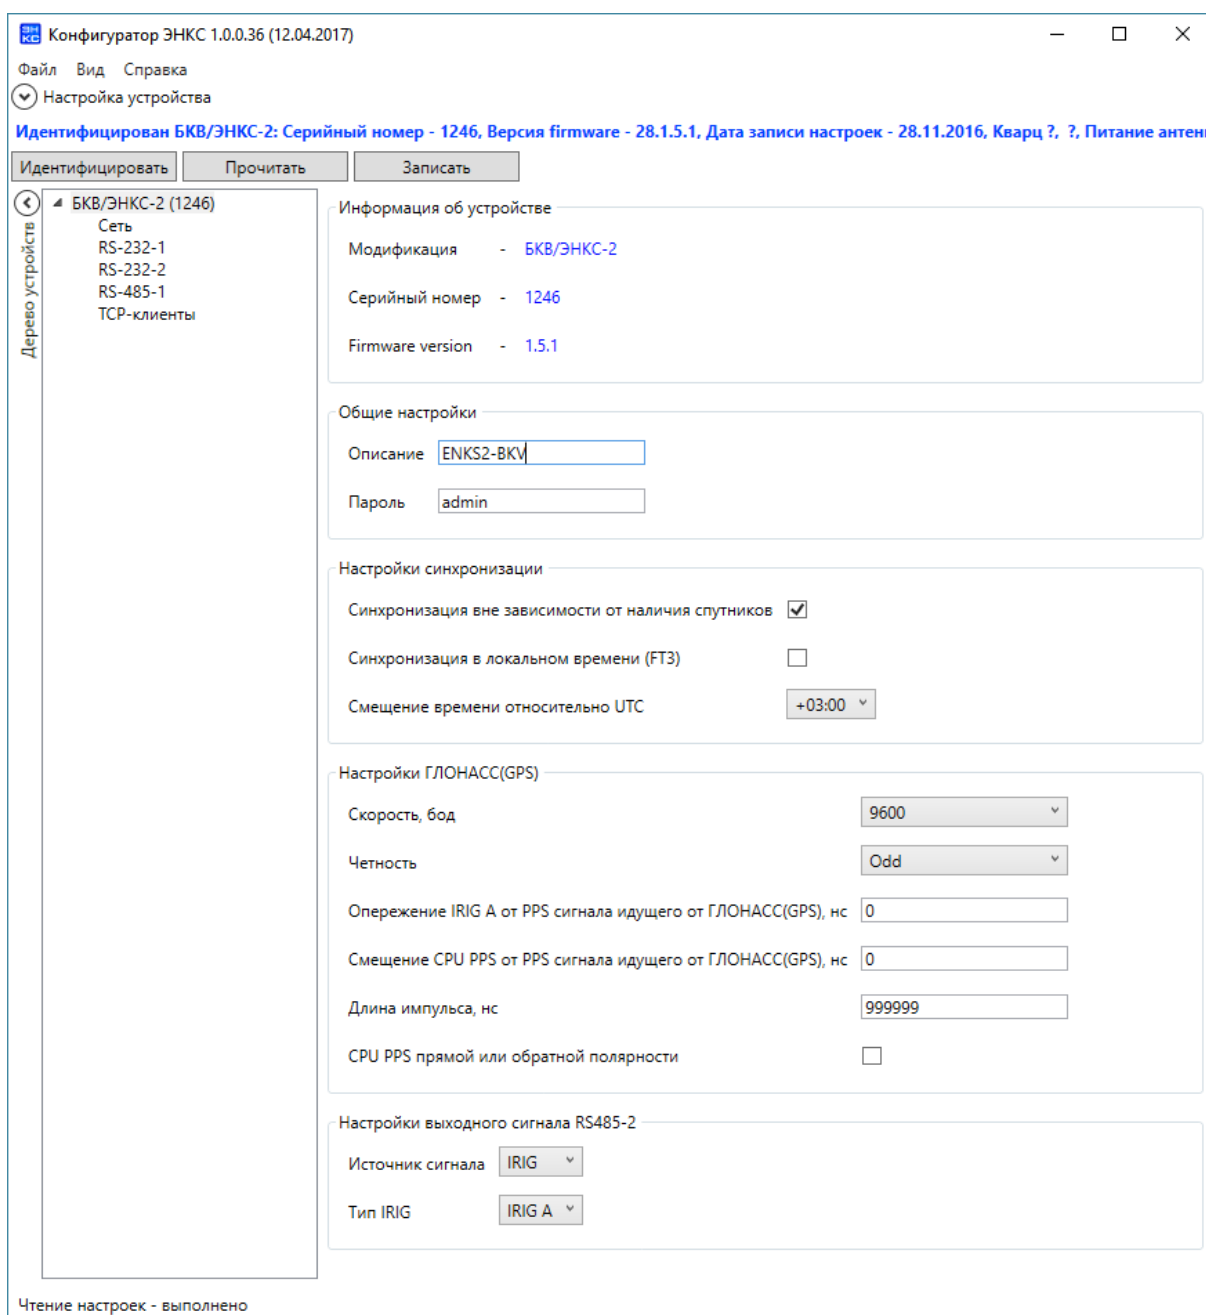 ЭН КС Конфигуратор ЭНКС 1.0.0.36 (12.04.2017)
Файл Вид Справка
Настройка устройства
Идентифицирован БКВ/ЭНКС-2: Серийный номер - 1246, Версия firmware - 28.1.5.1, Дата записи настроек - 28.11.2016, Кварц ?, ?, Питание антен
Идентифицировать Прочитать Записать
Дерево устройств
БКВ/ЭНКС-2 (1246)
Сеть
RS-232-1
RS-232-2
RS-485-1
TCP-клиенты
Информация об устройстве
Модификация - БКВ/ЭНКС-2
Серийный номер - 1246
Firmware version - 1.5.1
Общие настройки
Описание ENKS2-BKV
Пароль admin
Настройки синхронизации
Синхронизация вне зависимости от наличия спутников
Синхронизация в локальном времени (FT3)
Смещение времени относительно UTC +03:00
Настройки ГЛОНАСС(GPS)
Скорость, бод 9600
Четность Odd
Опережение IRIG A от PPS сигнала идущего от ГЛОНАСС(GPS), нс 0
Смещение CPU PPS от PPS сигнала идущего от ГЛОНАСС(GPS), нс 0
Длина импульса, нс 999999
CPU PPS прямой или обратной полярности
Настройки выходного сигнала RS485-2
Источник сигнала IRIG
Тип IRIG IRIG A
Чтение настроек - выполнено